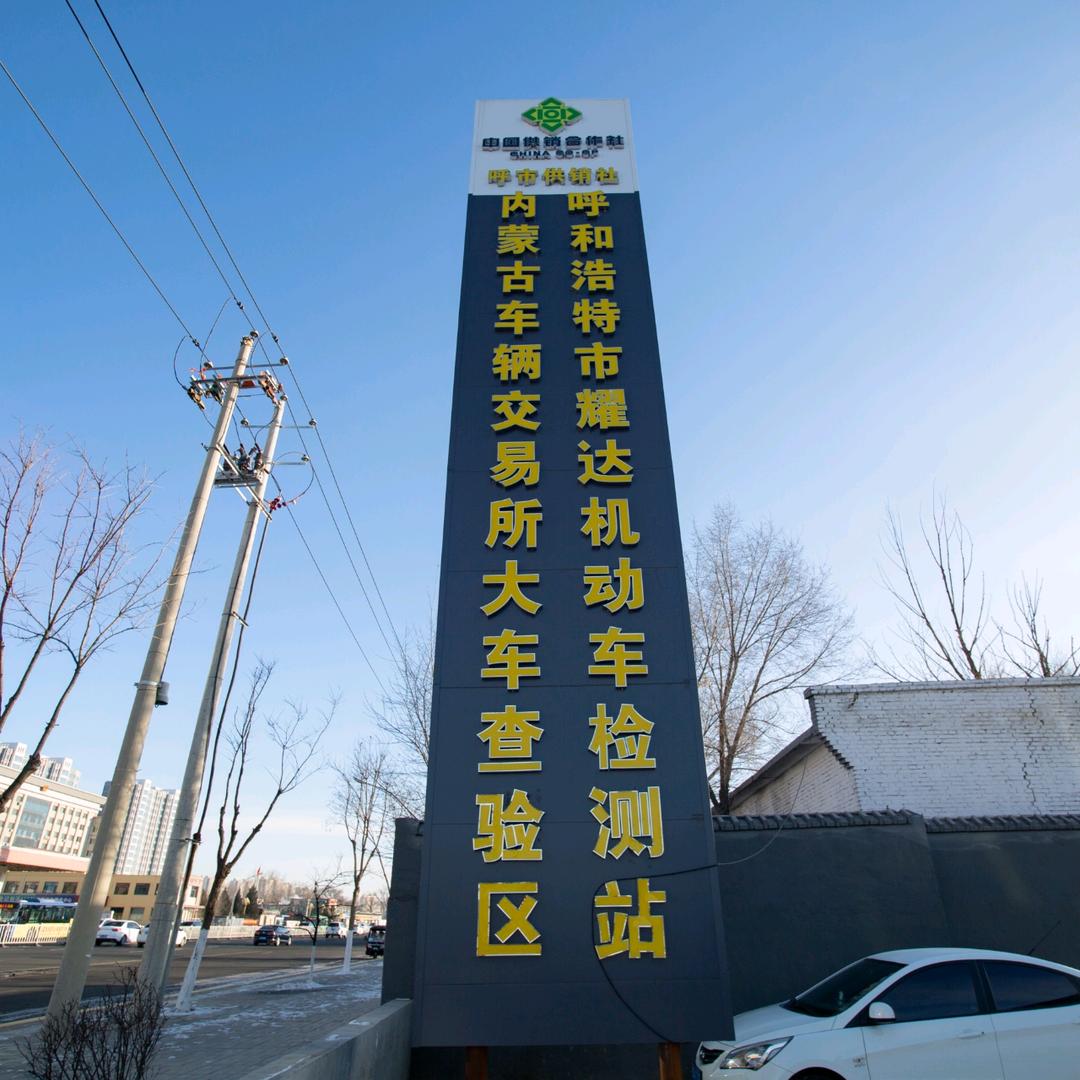 中国供销合作社
CHINA CO-OP
呼市供销社
呼和浩特市耀达机动车检测站
内蒙古车辆交易所大车查验区